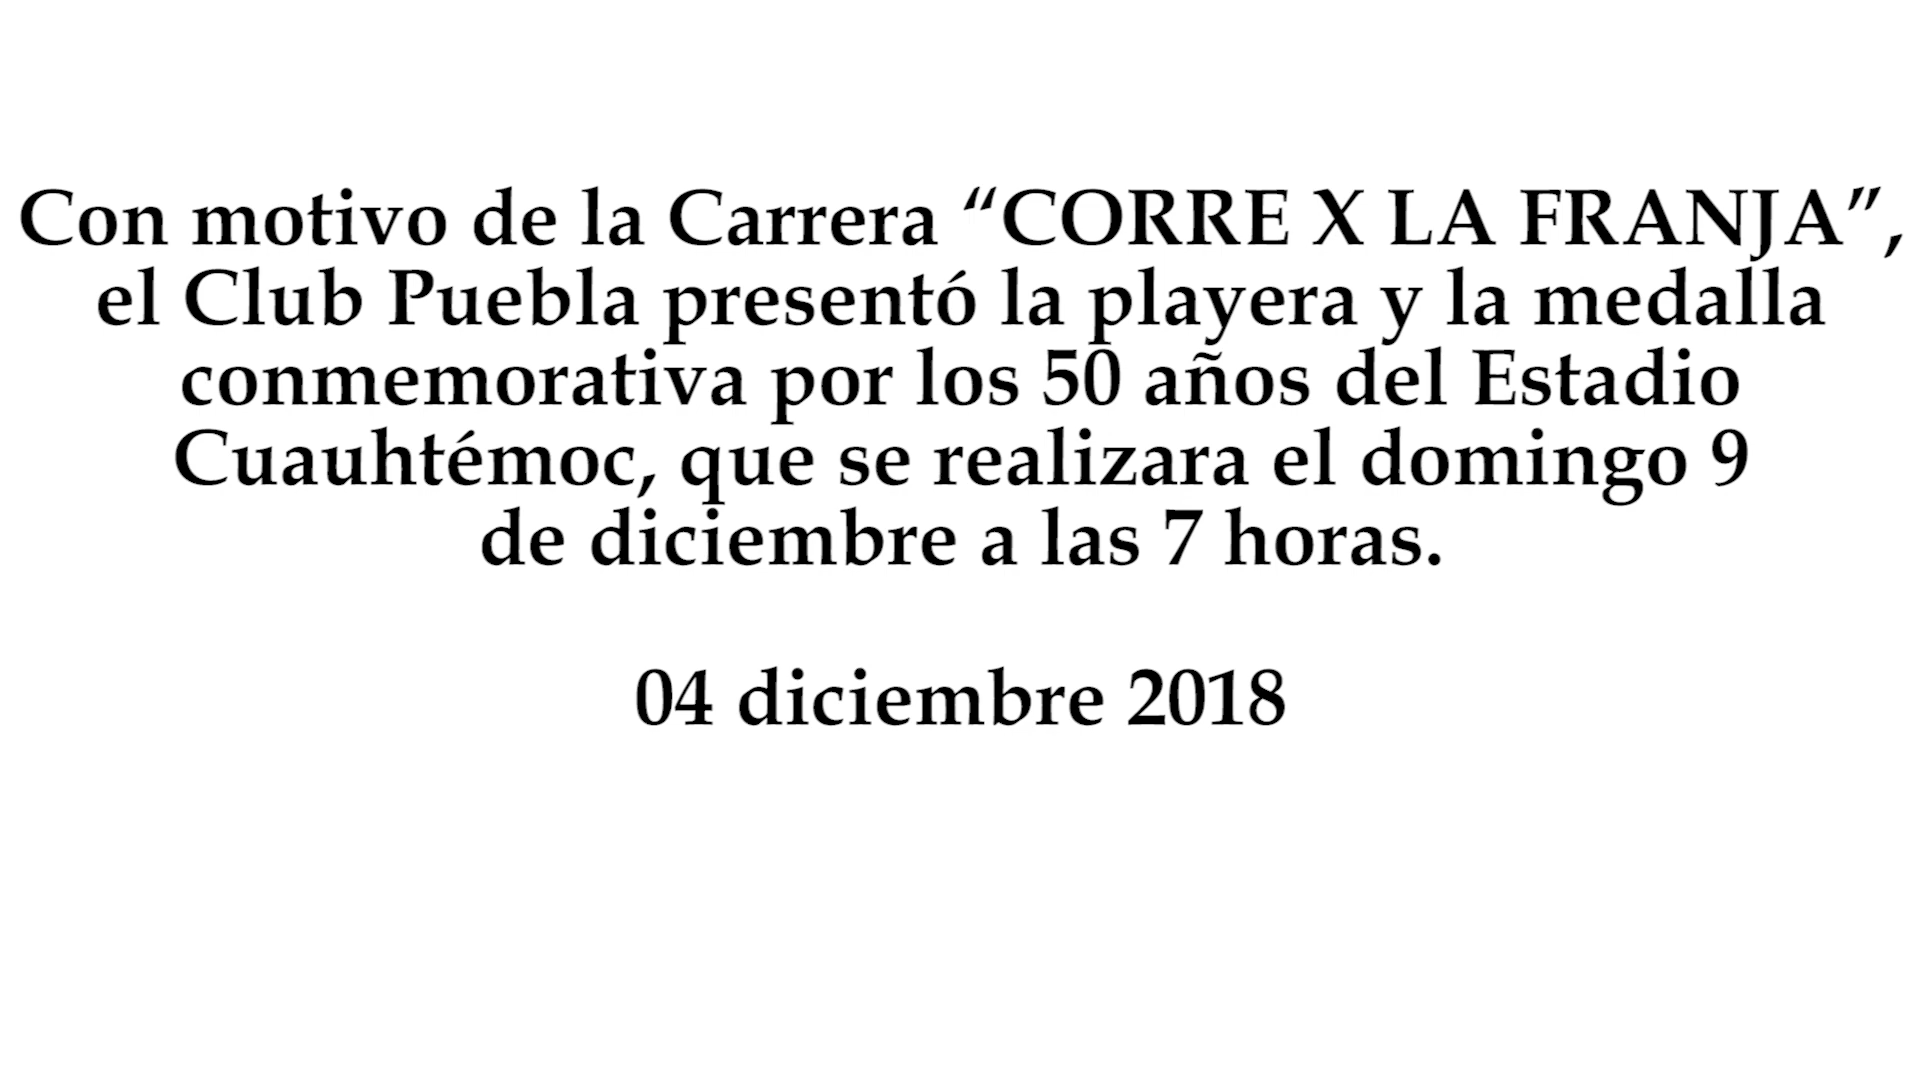 Con motivo de la Carrera “CORRE X LA FRANJA”,
el Club Puebla presentó la playera y la medalla
conmemorativa por los 50 años del Estadio
Cuauhtémoc, que se realizara el domingo 9
de diciembre a las 7 horas.
04 diciembre 2018